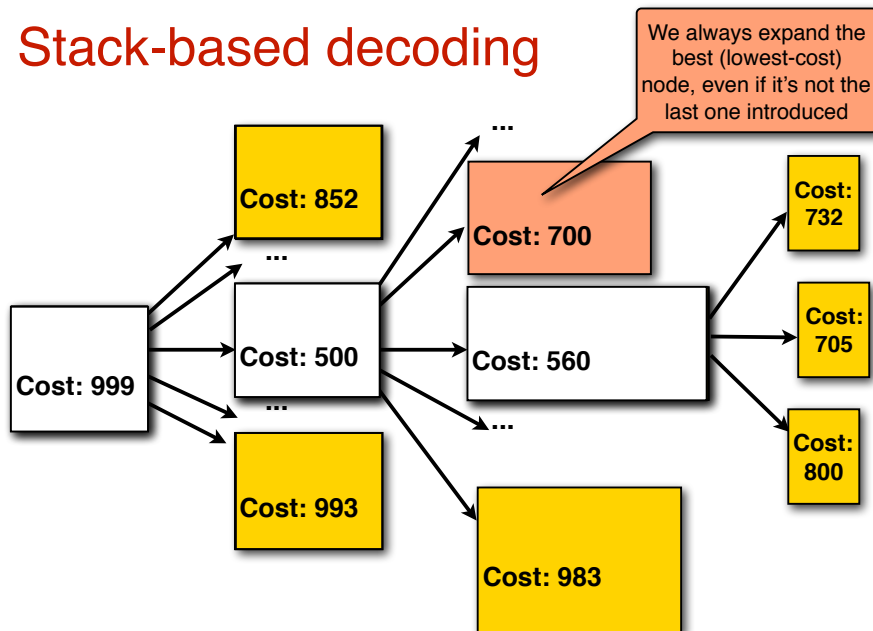 Stack-based decoding
We always expand the
best (lowest-cost)
node, even if it's not the
last one introduced
...
Cost: 852
Cost: 700
Cost:
732
...
Cost: 999
Cost: 500
Cost: 560
Cost:
705
...
...
Cost: 993
Cost:
800
Cost: 983